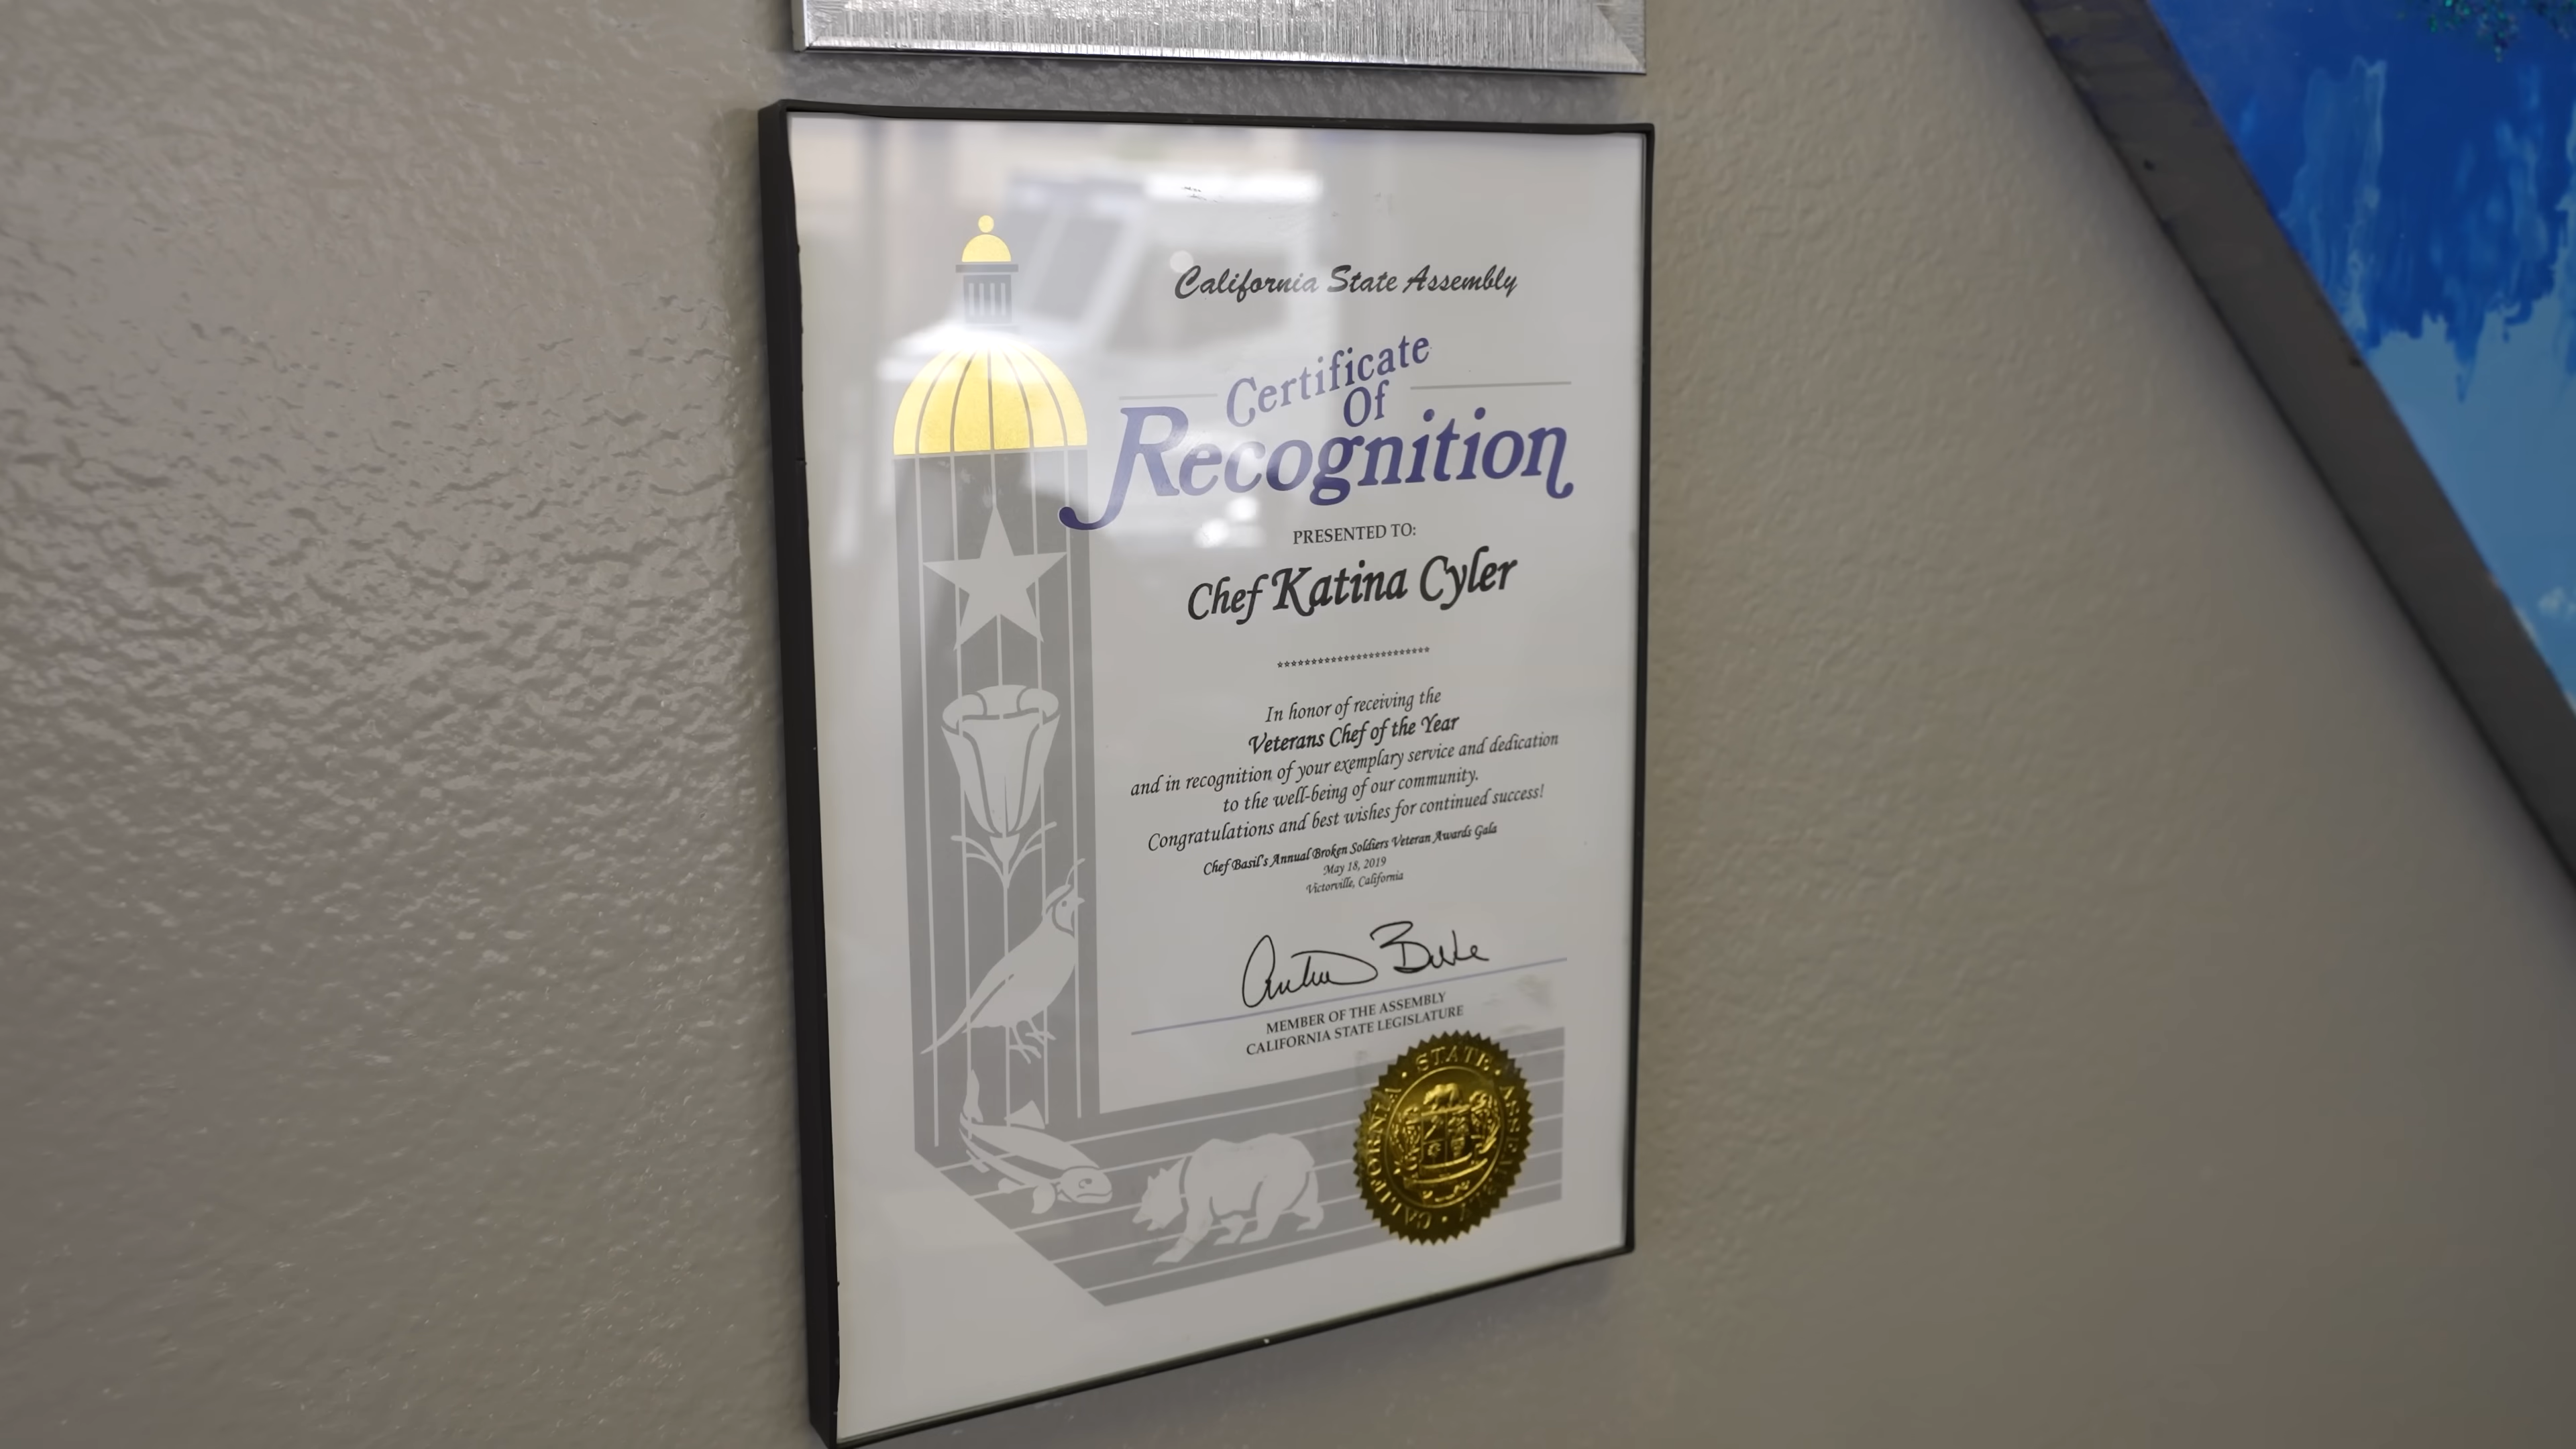 California State Assembly
Certificate
Of
Recognition
PRESENTED TO:
Chef Katina Cyler
************************
In honor of receiving the
Veterans Chef of the Year
and in recognition of your exemplary service and dedication
to the well-being of our community.
Congratulations and best wishes for continued success!
Chef Basil's Annual Broken Soldiers Veteran Awards Gala
May 18, 2019
Victorville, California
MEMBER OF THE ASSEMBLY
CALIFORNIA STATE LEGISLATURE
CALIFORNIA • STATE • ASSEMBLY •